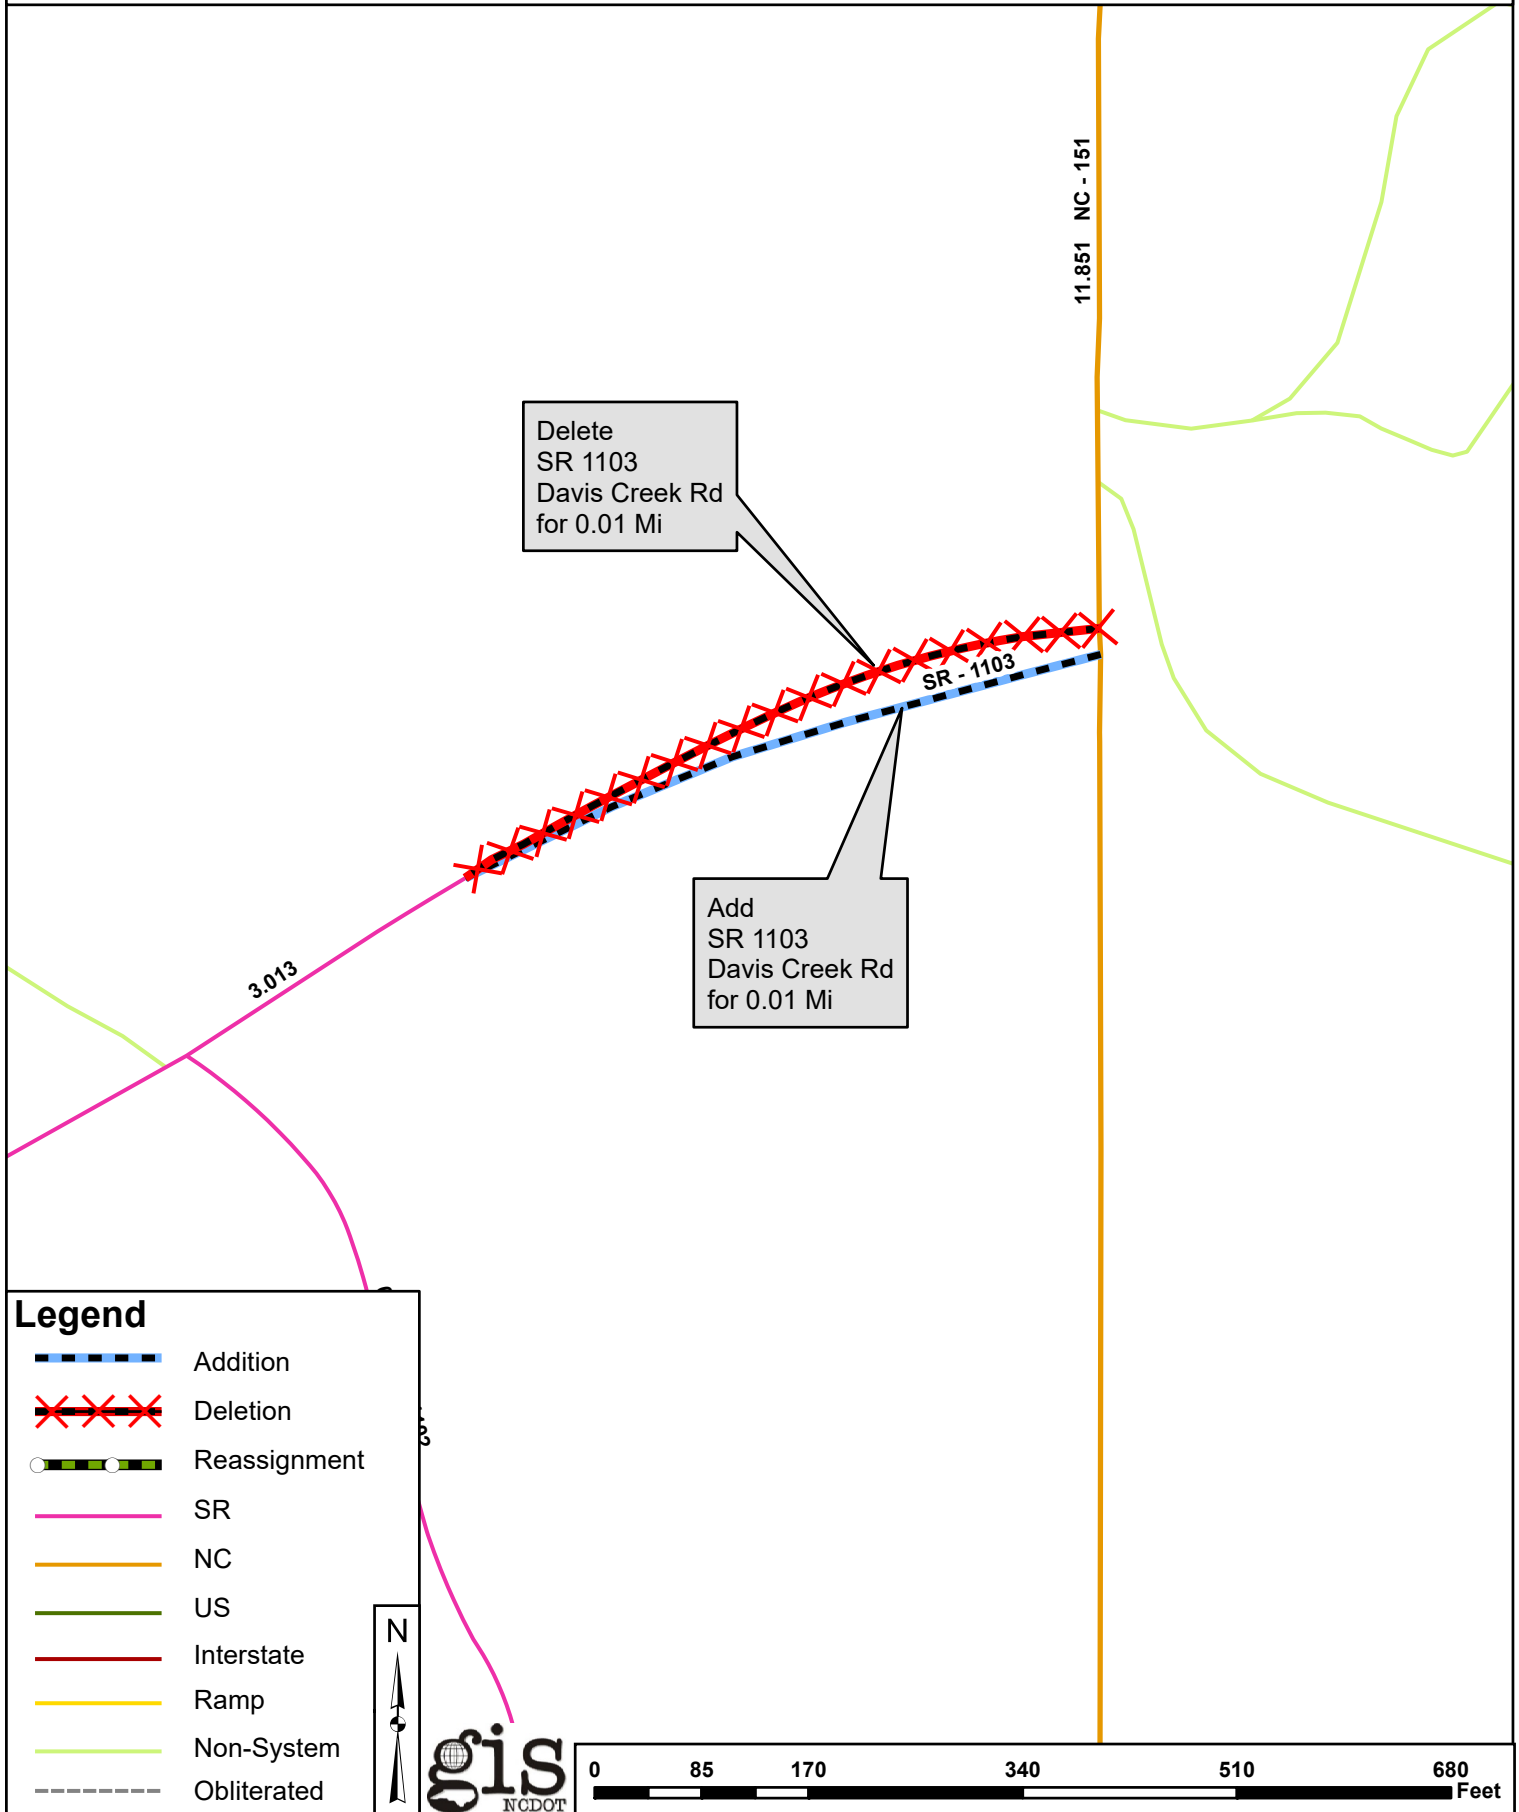 11.851 NC - 151
Delete
SR 1103
Davis Creek Rd
for 0.01 Mi
SR - 1103
Add
SR 1103
Davis Creek Rd
for 0.01 Mi
3.013
Legend
Addition
Deletion
Reassignment
SR
NC
US
Interstate
Ramp
Non-System
Obliterated
N
gis
NCDOT
0 85 170 340 510 680
Feet